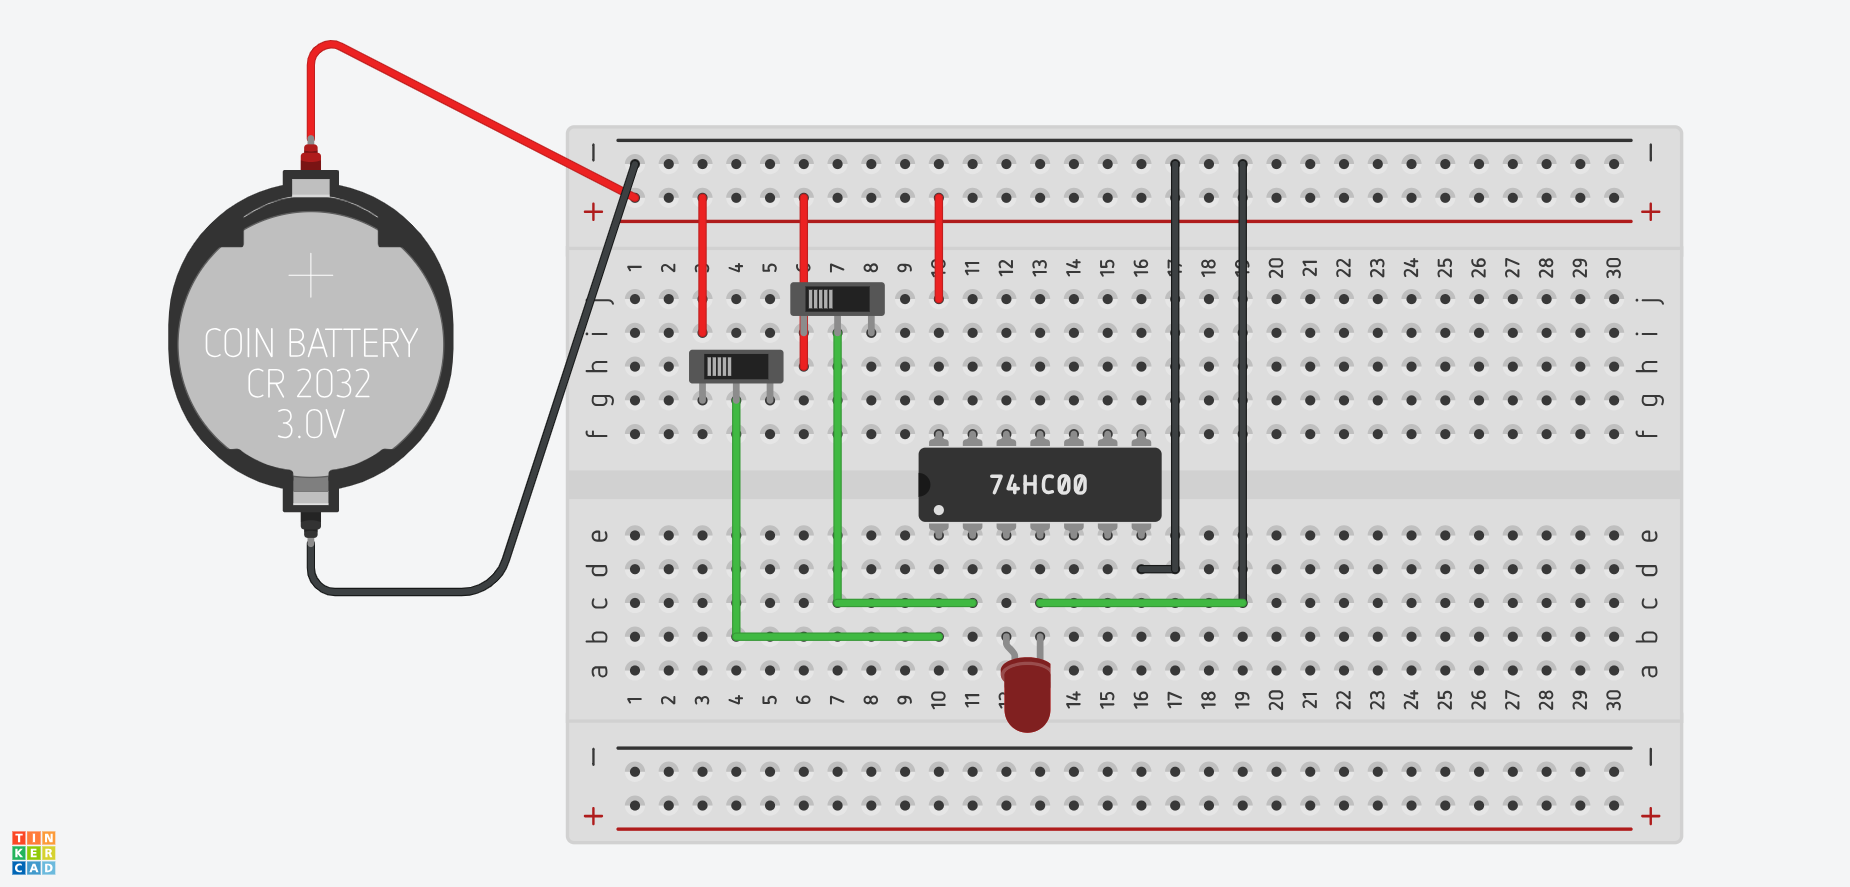 − −
+ +
1 2 3 4 5 6 7 8 9 10 11 12 13 14 15 16 17 18 19 20 21 22 23 24 25 26 27 28 29 30
j j
i i
COIN BATTERY
CR 2032
3.0V
h h
g g
f f
74HC00
e e
d d
c c
b b
a a
1 2 3 4 5 6 7 8 9 10 11 12 14 15 16 17 18 19 20 21 22 23 24 25 26 27 28 29 30
− −
+ +
TIN
KER
CAD